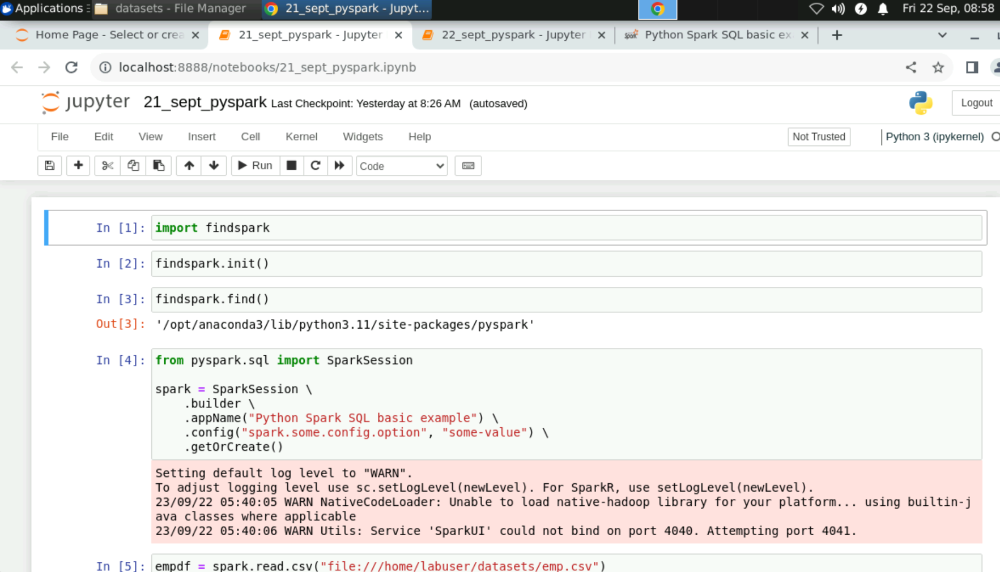 Applications
datasets - File Manager
21_sept_pyspark - Jupyt...
Fri 22 Sep, 08:58
Home Page - Select or crea
21_sept_pyspark - Jupyter
22_sept_pyspark - Jupyter
Python Spark SQL basic ex
localhost:8888/notebooks/21_sept_pyspark.ipynb
jupyter 21_sept_pyspark Last Checkpoint: Yesterday at 8:26 AM (autosaved)
Logout
File Edit View Insert Cell Kernel Widgets Help
Not Trusted
Python 3 (ipykernel)
Run
Code
In [1]: import findspark
In [2]: findspark.init()
In [3]: findspark.find()
Out[3]: '/opt/anaconda3/lib/python3.11/site-packages/pyspark'
In [4]: from pyspark.sql import SparkSession
spark = SparkSession \
.builder \
.appName("Python Spark SQL basic example") \
.config("spark.some.config.option", "some-value") \
.getOrCreate()
Setting default log level to "WARN".
To adjust logging level use sc.setLogLevel(newLevel). For SparkR, use setLogLevel(newLevel).
23/09/22 05:40:05 WARN NativeCodeLoader: Unable to load native-hadoop library for your platform... using builtin-j
ava classes where applicable
23/09/22 05:40:06 WARN Utils: Service 'SparkUI' could not bind on port 4040. Attempting port 4041.
In [5]: empdf = spark.read.csv("file:///home/labuser/datasets/emp.csv")